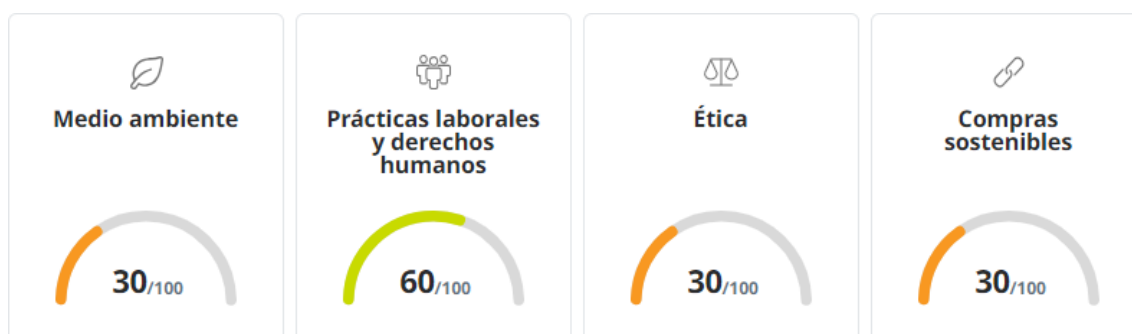 Medio ambiente
30/100
Prácticas laborales
y derechos
humanos
60/100
Ética
30/100
Compras
sostenibles
30/100